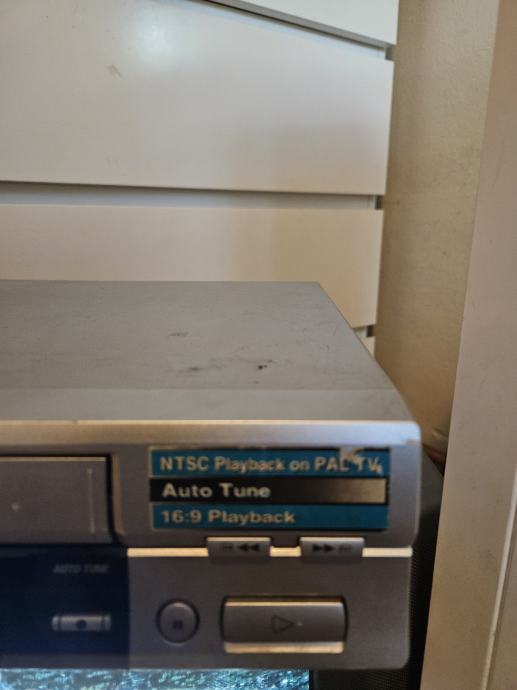 NTSC Playback on PAL TV
Auto Tune
16:9 Playback
AUTO TUNE